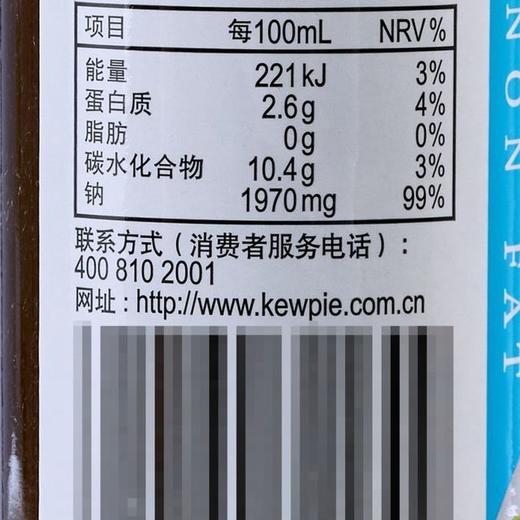 项目 每100mL NRV%
能量 221kJ 3%
蛋白质 2.6g 4%
脂肪 0g 0%
碳水化合物 10.4g 3%
钠 1970mg 99%
联系方式(消费者服务电话):
400 810 2001
网址:http://www.kewpie.com.cn
NON FAT